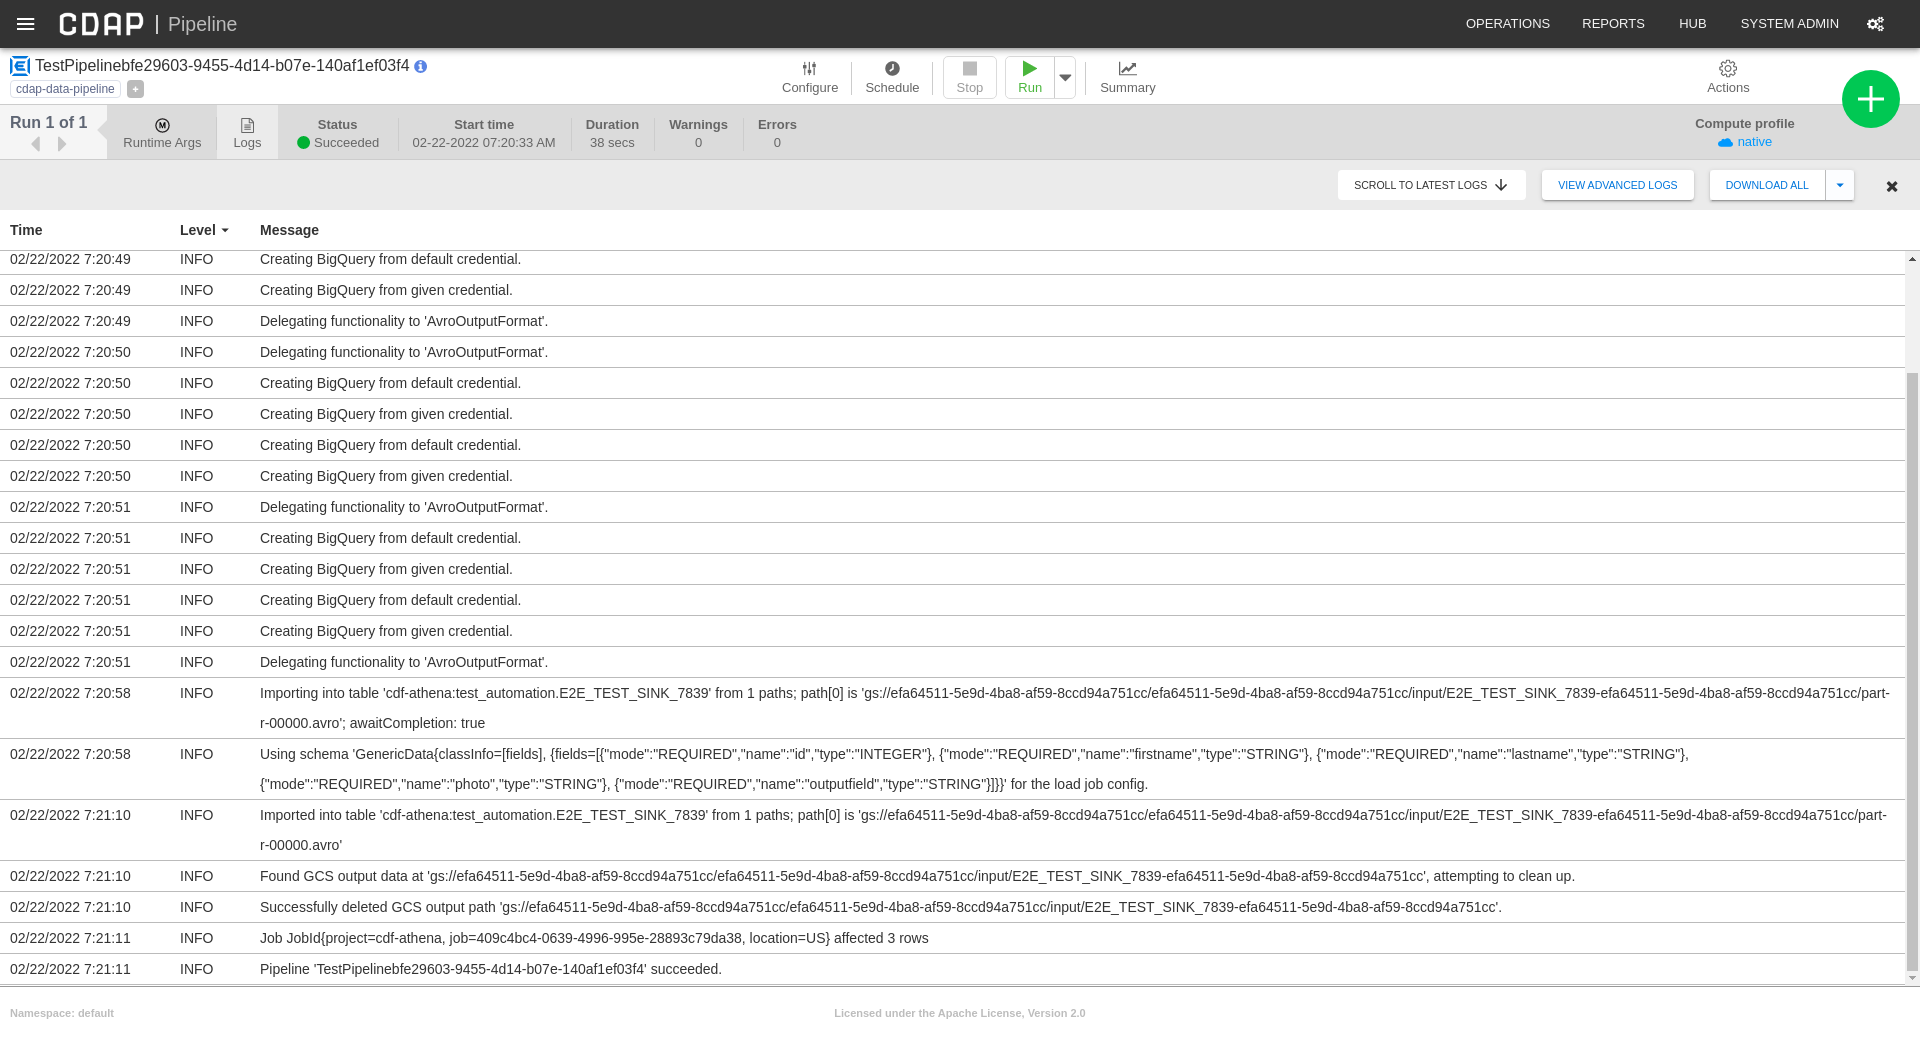 CDAP | Pipeline
OPERATIONS REPORTS HUB SYSTEM ADMIN
TestPipelinebfe29603-9455-4d14-b07e-140af1ef03f4
cdap-data-pipeline +
Configure Schedule Stop Run Summary Actions
Run 1 of 1
Runtime Args Logs
Status Start time Duration Warnings Errors Compute profile
Succeeded 02-22-2022 07:20:33 AM 38 secs 0 0 native
SCROLL TO LATEST LOGS VIEW ADVANCED LOGS DOWNLOAD ALL
Time Level Message
02/22/2022 7:20:49 INFO Creating BigQuery from default credential.
02/22/2022 7:20:49 INFO Creating BigQuery from given credential.
02/22/2022 7:20:49 INFO Delegating functionality to 'AvroOutputFormat'.
02/22/2022 7:20:50 INFO Delegating functionality to 'AvroOutputFormat'.
02/22/2022 7:20:50 INFO Creating BigQuery from default credential.
02/22/2022 7:20:50 INFO Creating BigQuery from given credential.
02/22/2022 7:20:50 INFO Creating BigQuery from default credential.
02/22/2022 7:20:50 INFO Creating BigQuery from given credential.
02/22/2022 7:20:51 INFO Delegating functionality to 'AvroOutputFormat'.
02/22/2022 7:20:51 INFO Creating BigQuery from default credential.
02/22/2022 7:20:51 INFO Creating BigQuery from given credential.
02/22/2022 7:20:51 INFO Creating BigQuery from default credential.
02/22/2022 7:20:51 INFO Creating BigQuery from given credential.
02/22/2022 7:20:51 INFO Delegating functionality to 'AvroOutputFormat'.
02/22/2022 7:20:58 INFO Importing into table 'cdf-athena:test_automation.E2E_TEST_SINK_7839' from 1 paths; path[0] is 'gs://efa64511-5e9d-4ba8-af59-8ccd94a751cc/efa64511-5e9d-4ba8-af59-8ccd94a751cc/input/E2E_TEST_SINK_7839-efa64511-5e9d-4ba8-af59-8ccd94a751cc/part-
r-00000.avro'; awaitCompletion: true
02/22/2022 7:20:58 INFO Using schema 'GenericData{classInfo=[fields], {fields=[{"mode":"REQUIRED","name":"id","type":"INTEGER"}, {"mode":"REQUIRED","name":"firstname","type":"STRING"}, {"mode":"REQUIRED","name":"lastname","type":"STRING"},
{"mode":"REQUIRED","name":"photo","type":"STRING"}, {"mode":"REQUIRED","name":"outputfield","type":"STRING"}]}}' for the load job config.
02/22/2022 7:21:10 INFO Imported into table 'cdf-athena:test_automation.E2E_TEST_SINK_7839' from 1 paths; path[0] is 'gs://efa64511-5e9d-4ba8-af59-8ccd94a751cc/efa64511-5e9d-4ba8-af59-8ccd94a751cc/input/E2E_TEST_SINK_7839-efa64511-5e9d-4ba8-af59-8ccd94a751cc/part-
r-00000.avro'
02/22/2022 7:21:10 INFO Found GCS output data at 'gs://efa64511-5e9d-4ba8-af59-8ccd94a751cc/efa64511-5e9d-4ba8-af59-8ccd94a751cc/input/E2E_TEST_SINK_7839-efa64511-5e9d-4ba8-af59-8ccd94a751cc', attempting to clean up.
02/22/2022 7:21:10 INFO Successfully deleted GCS output path 'gs://efa64511-5e9d-4ba8-af59-8ccd94a751cc/efa64511-5e9d-4ba8-af59-8ccd94a751cc/input/E2E_TEST_SINK_7839-efa64511-5e9d-4ba8-af59-8ccd94a751cc'.
02/22/2022 7:21:11 INFO Job JobId{project=cdf-athena, job=409c4bc4-0639-4996-995e-28893c79da38, location=US} affected 3 rows
02/22/2022 7:21:11 INFO Pipeline 'TestPipelinebfe29603-9455-4d14-b07e-140af1ef03f4' succeeded.
Namespace: default Licensed under the Apache License, Version 2.0